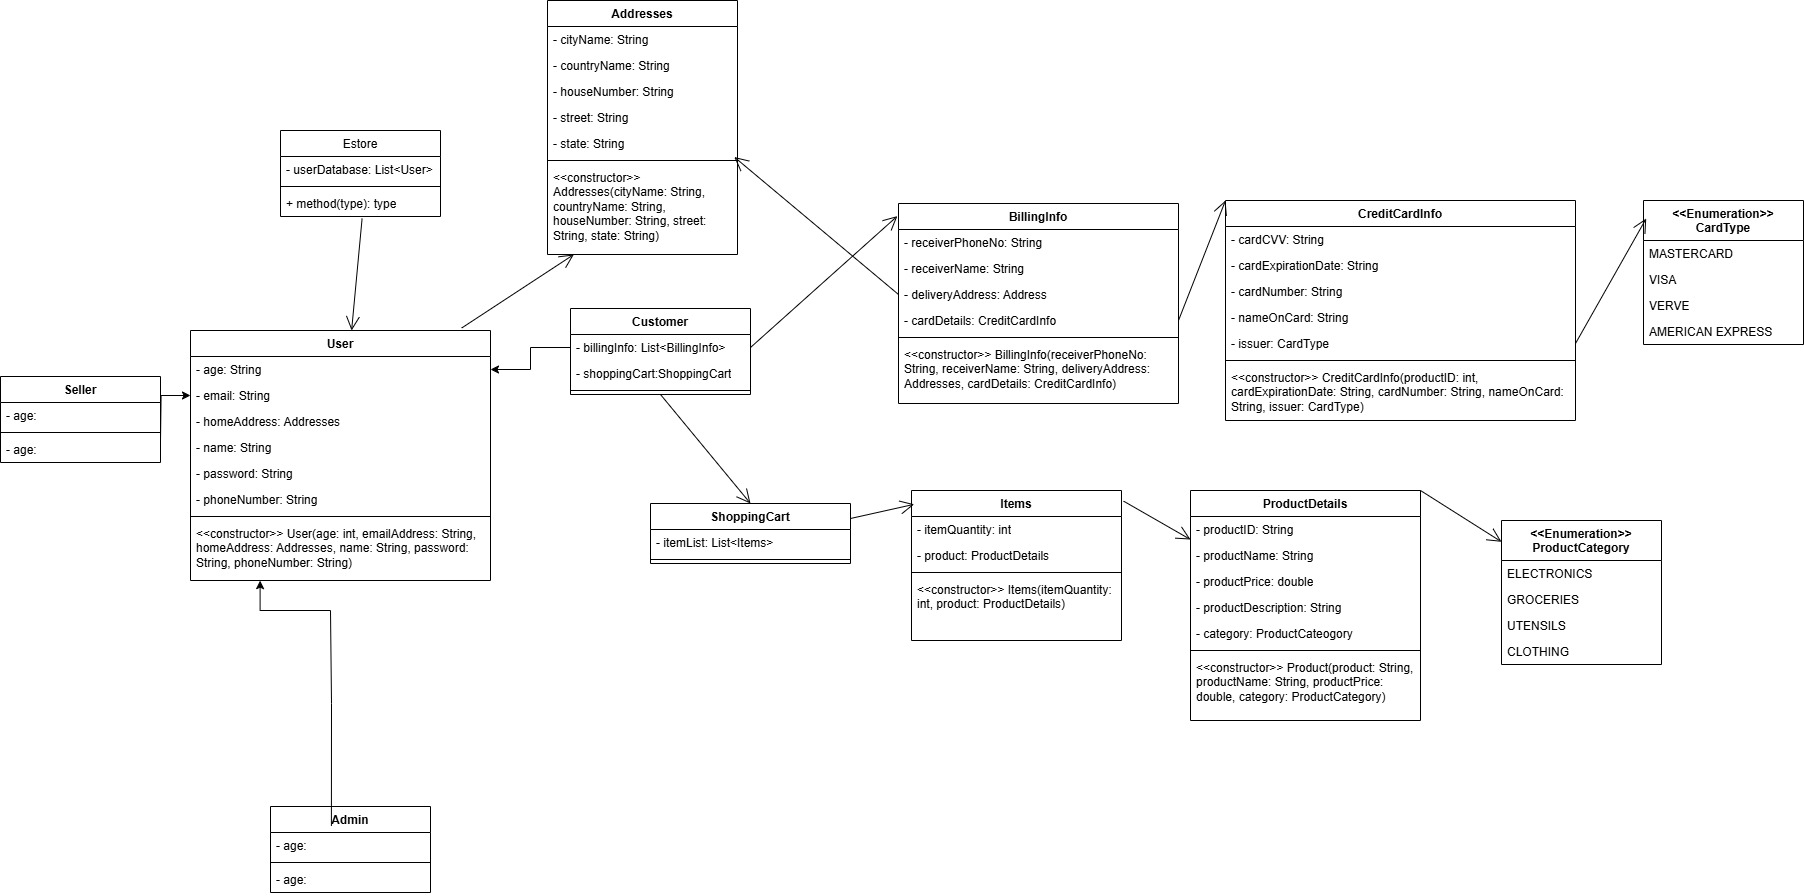 Addresses
- cityName: String
- countryName: String
- houseNumber: String
- street: String
- state: String
<<constructor>>
Addresses(cityName: String,
countryName: String,
houseNumber: String, street:
String, state: String)
Estore
- userDatabase: List<User>
+ method(type): type
BillingInfo
- receiverPhoneNo: String
- receiverName: String
- deliveryAddress: Address
- cardDetails: CreditCardInfo
<<constructor>> BillingInfo(receiverPhoneNo:
String, receiverName: String, deliveryAddress:
Addresses, cardDetails: CreditCardInfo)
CreditCardInfo
- cardCVV: String
- cardExpirationDate: String
- cardNumber: String
- nameOnCard: String
- issuer: CardType
<<constructor>> CreditCardInfo(productID: int,
cardExpirationDate: String, cardNumber: String, nameOnCard:
String, issuer: CardType)
<<Enumeration>>
CardType
MASTERCARD
VISA
VERVE
AMERICAN EXPRESS
Customer
- billingInfo: List<BillingInfo>
- shoppingCart:ShoppingCart
User
- age: String
- email: String
- homeAddress: Addresses
- name: String
- password: String
- phoneNumber: String
<<constructor>> User(age: int, emailAddress: String,
homeAddress: Addresses, name: String, password:
String, phoneNumber: String)
Seller
- age:
- age:
ShoppingCart
- itemList: List<Items>
Items
- itemQuantity: int
- product: ProductDetails
<<constructor>> Items(itemQuantity:
int, product: ProductDetails)
ProductDetails
- productID: String
- productName: String
- productPrice: double
- productDescription: String
- category: ProductCateogory
<<constructor>> Product(product: String,
productName: String, productPrice:
double, category: ProductCategory)
<<Enumeration>>
ProductCategory
ELECTRONICS
GROCERIES
UTENSILS
CLOTHING
Admin
- age:
- age: